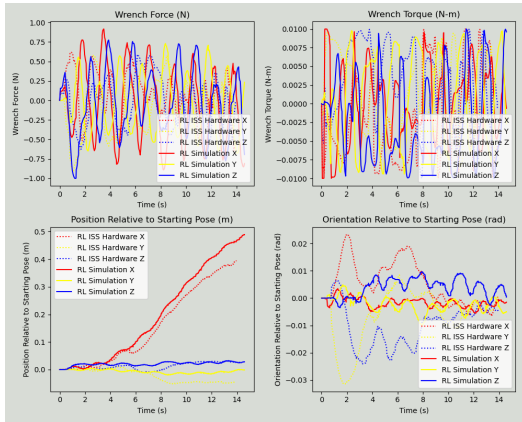 Wrench Force (N)
Wrench Force (N)
1.00
0.75
0.50
0.25
0.00
−0.25
−0.50
−0.75
−1.00
RL ISS Hardware X
RL ISS Hardware Y
RL ISS Hardware Z
RL Simulation X
RL Simulation Y
RL Simulation Z
0 2 4 6 8 10 12 14
Time (s)
Wrench Torque (N-m)
Wrench Torque (N-m)
0.0100
0.0075
0.0050
0.0025
0.0000
−0.0025
−0.0050
−0.0075
−0.0100
RL ISS Hardware X
RL ISS Hardware Y
RL ISS Hardware Z
RL Simulation X
RL Simulation Y
RL Simulation Z
0 2 4 6 8 10 12 14
Time (s)
Position Relative to Starting Pose (m)
Position Relative to Starting Pose (m)
0.5
0.4
0.3
0.2
0.1
0.0
RL ISS Hardware X
RL ISS Hardware Y
RL ISS Hardware Z
RL Simulation X
RL Simulation Y
RL Simulation Z
0 2 4 6 8 10 12 14 16
Time (s)
Orientation Relative to Starting Pose (rad)
Orientation Relative to Starting Pose (rad)
0.02
0.01
0.00
−0.01
−0.02
−0.03
RL ISS Hardware X
RL ISS Hardware Y
RL ISS Hardware Z
RL Simulation X
RL Simulation Y
RL Simulation Z
0 2 4 6 8 10 12 14
Time (s)